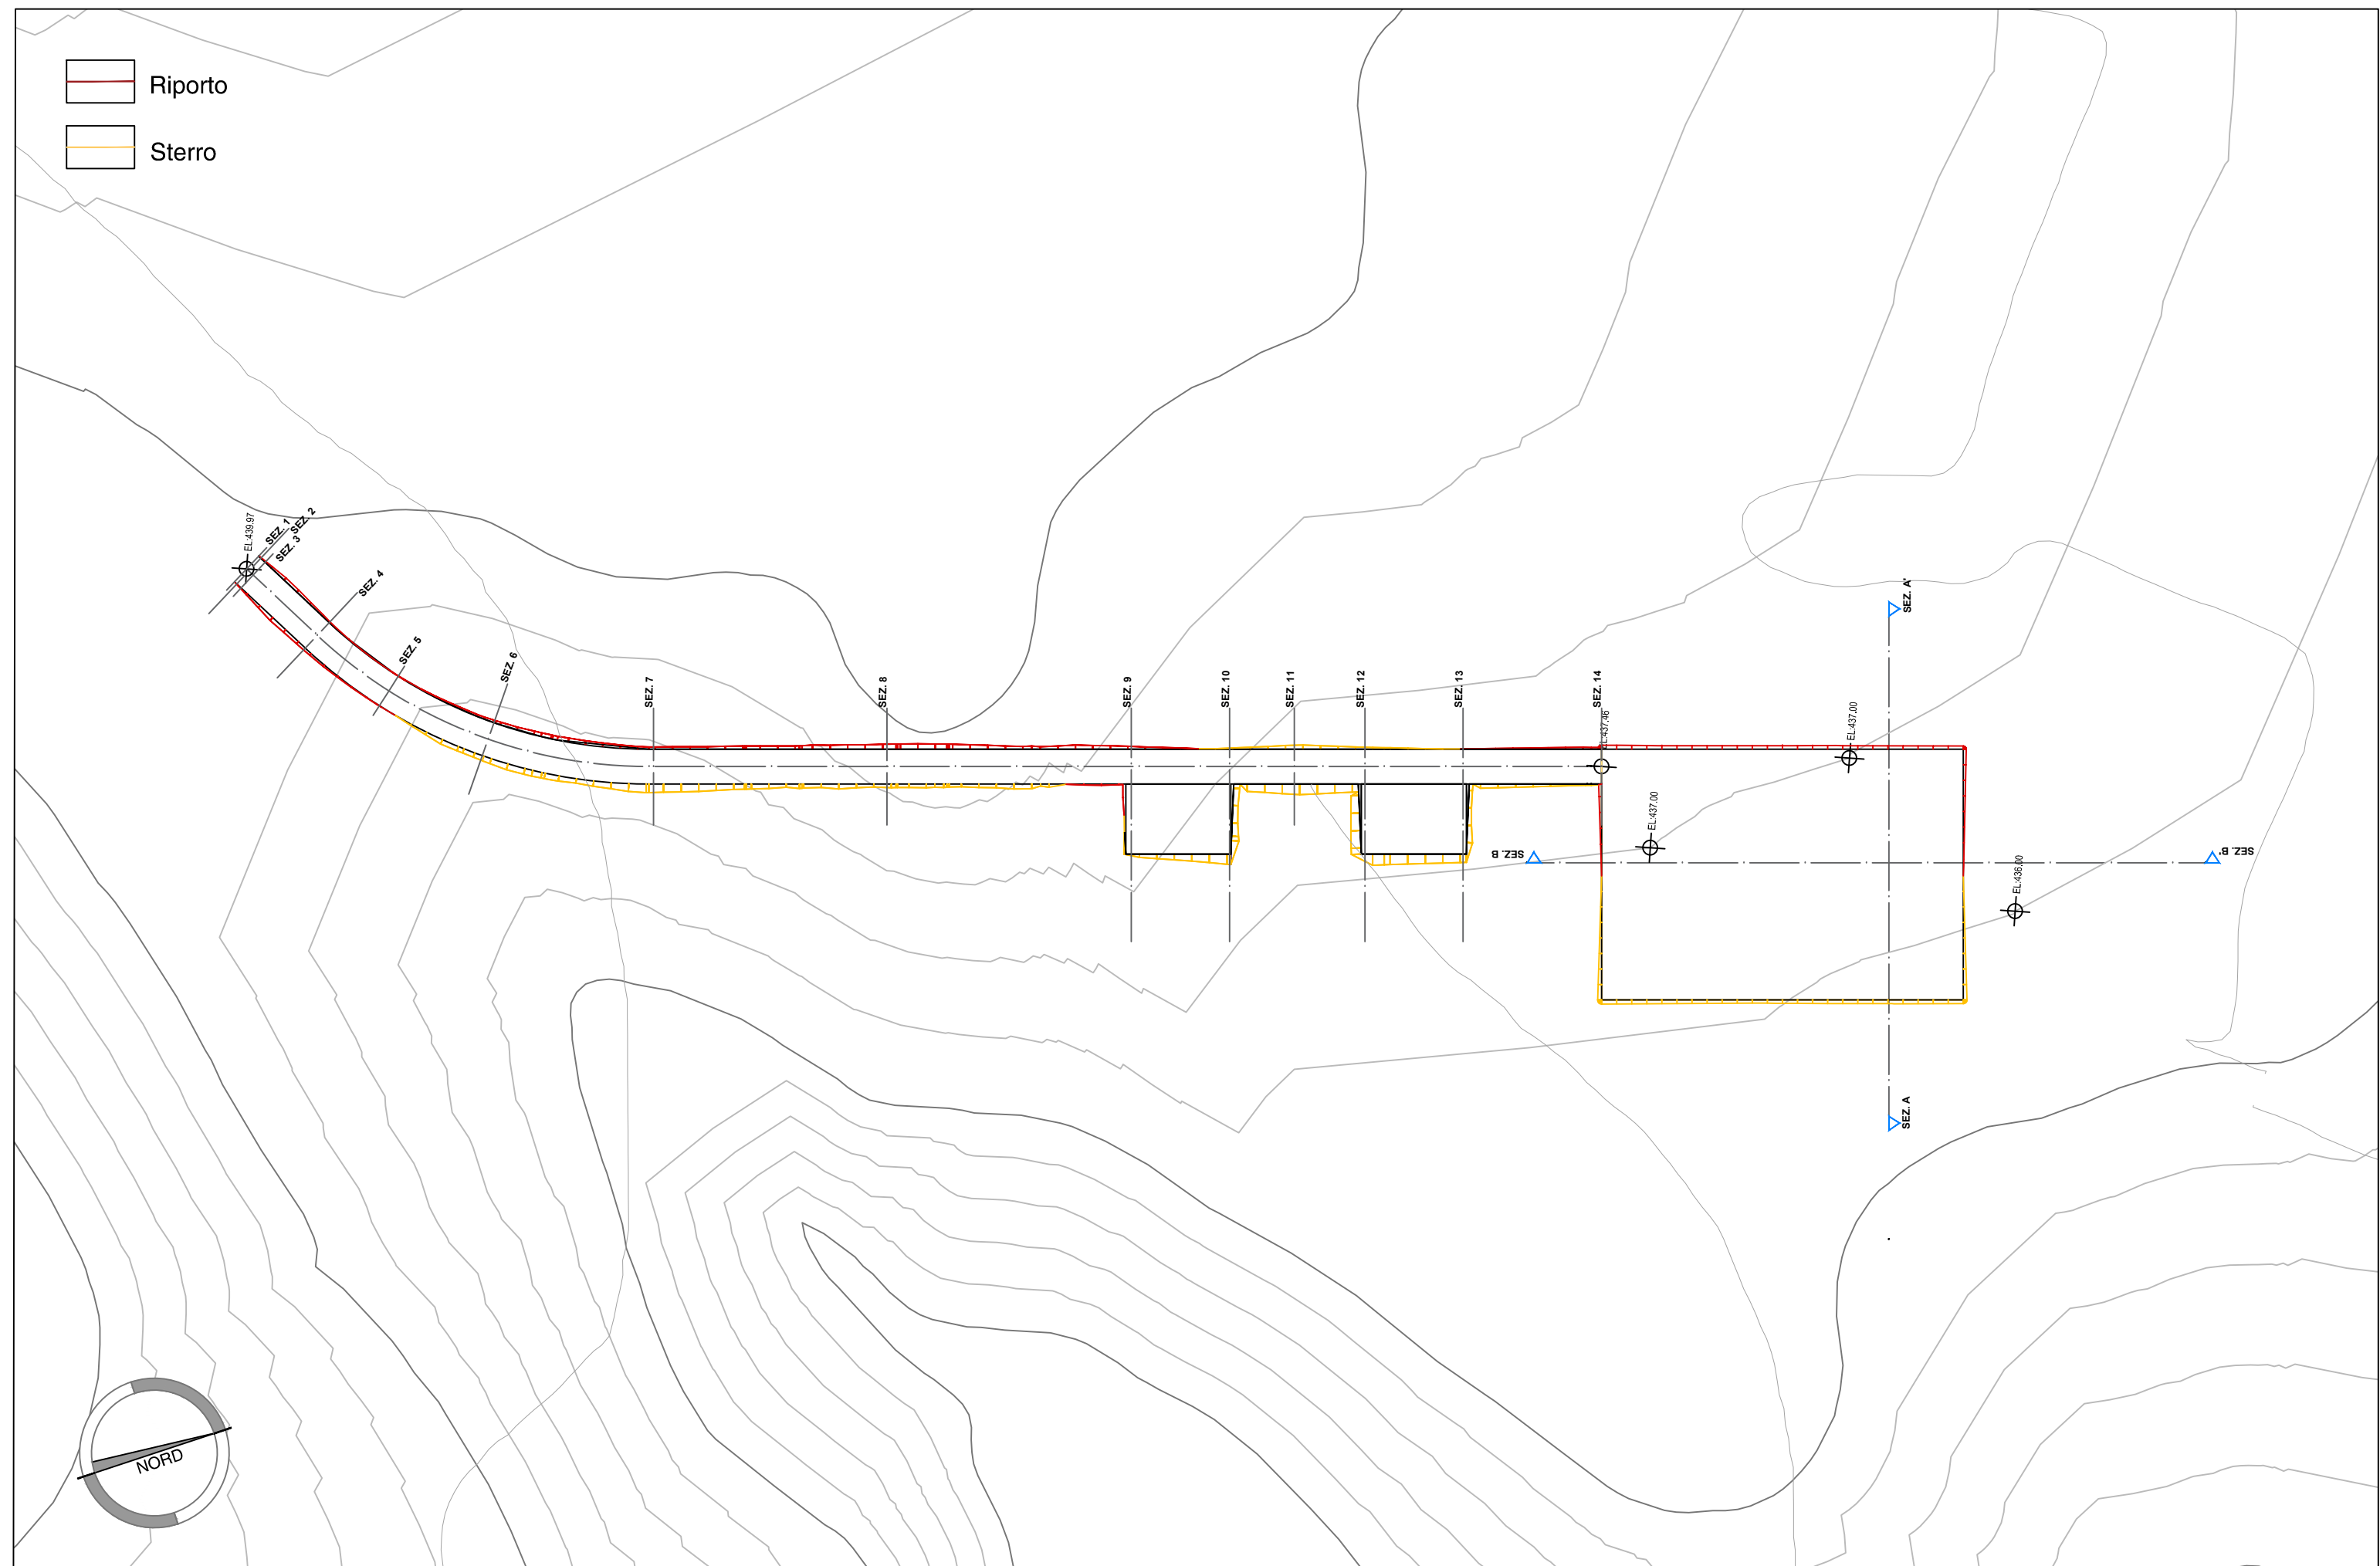 Riporto
Sterro
EL:439.97
SEZ. 1
SEZ. 2
SEZ. 3
SEZ. 4
SEZ. 5
SEZ. 6
SEZ. 7
SEZ. 8
SEZ. 9
SEZ. 10
SEZ. 11
SEZ. 12
SEZ. 13
SEZ. 14
EL:437.46
SEZ. A'
EL:437.00
EL:437.00
SEZ. B
SEZ. B'
EL:436.00
SEZ. A
NORD